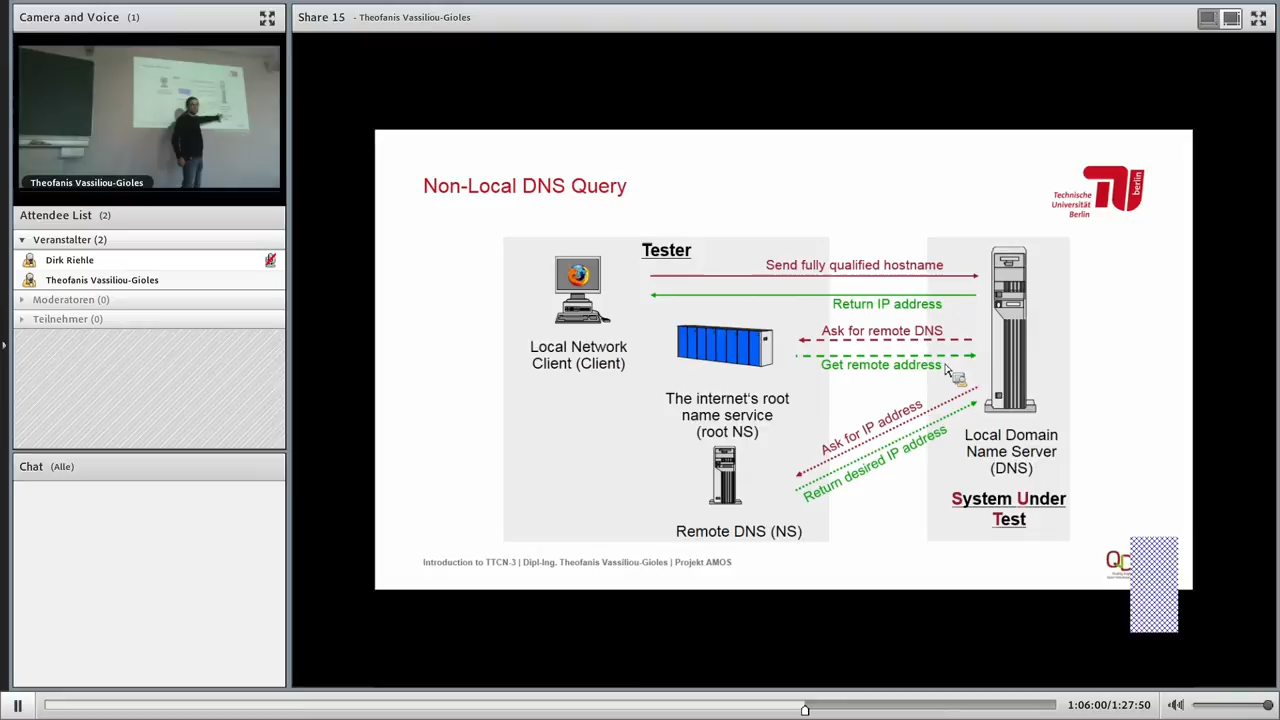 Camera and Voice (1)
Theofanis Vassiliou-Gioles
Attendee List (2)
Veranstalter (2)
Dirk Riehle
Theofanis Vassiliou-Gioles
Moderatoren (0)
Teilnehmer (0)
Chat (Alle)
Share 15 - Theofanis Vassiliou-Gioles
Non-Local DNS Query
Technische
Universität
Berlin
berlin
Tester
Send fully qualified hostname
Return IP address
Ask for remote DNS
Get remote address
Ask for IP address
Return desired IP address
Local Network
Client (Client)
The internet‘s root
name service
(root NS)
Remote DNS (NS)
Local Domain
Name Server
(DNS)
System Under
Test
Introduction to TTCN-3 | Dipl-Ing. Theofanis Vassiliou-Gioles | Projekt AMOS
1:06:00/1:27:50